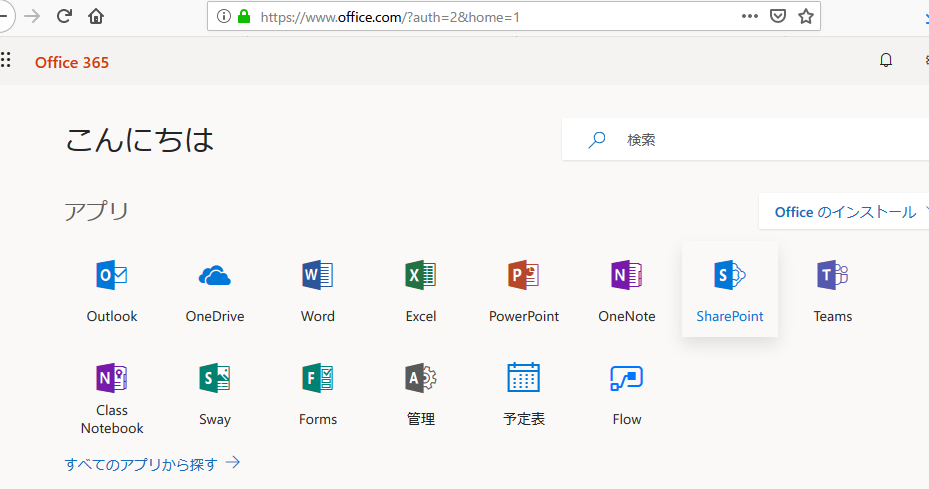 https://www.office.com/?auth=2&home=1
Office 365
こんにちは
検索
アプリ
Office のインストール
Outlook
OneDrive
Word
Excel
PowerPoint
OneNote
SharePoint
Teams
Class
Notebook
Sway
Forms
管理
予定表
Flow
すべてのアプリから探す